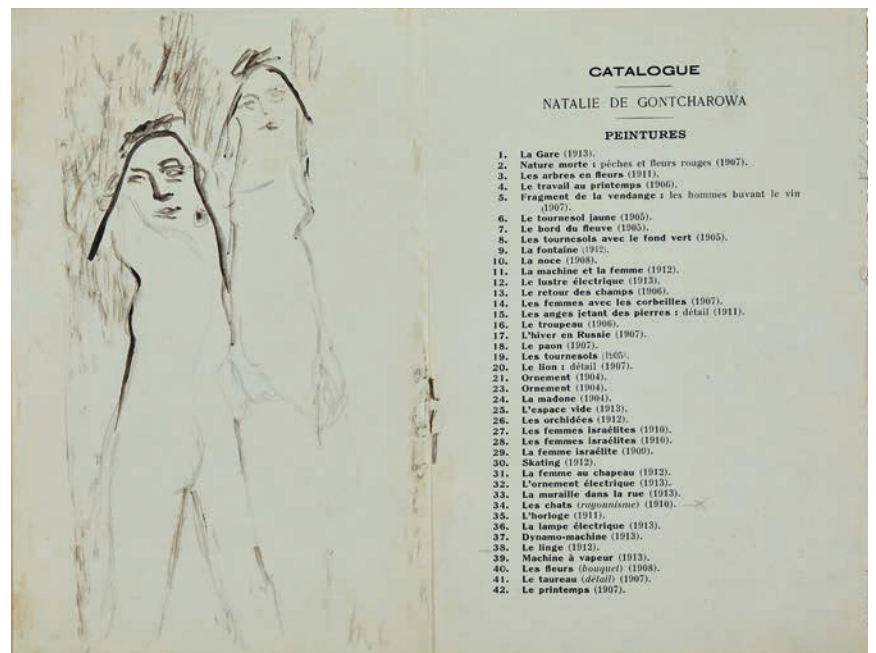 CATALOGUE
NATALIE DE GONTCHAROWA
PEINTURES
1. La Gare (1913).
2. Nature morte : pêches et fleurs rouges (1907).
3. Les arbres en fleurs (1911).
4. Le travail au printemps (1906).
5. Fragment de la vendange : les hommes buvant le vin
(1907).
6. Le tournesol jaune (1905).
7. Le bord du fleuve (1905).
8. Les tournesols avec le fond vert (1905).
9. La fontaine (1912).
10. La noce (1908).
11. La machine et la femme (1912).
12. Le lustre électrique (1913).
13. Le retour des champs (1906).
14. Les femmes avec les corbeilles (1907).
15. Les anges jetant des pierres : détail (1911).
16. Le troupeau (1906).
17. L'hiver en Russie (1907).
18. Le paon (1907).
19. Les tournesols (1905).
20. Le lion : détail (1907).
21. Ornement (1904).
23. Ornement (1904).
24. La madone (1904).
25. L'espace vide (1913).
26. Les orchidées (1912).
27. Les femmes israélites (1910).
28. Les femmes israélites (1910).
29. La femme israélite (1909).
30. Skating (1912).
31. La femme au chapeau (1912).
32. L'ornement électrique (1913).
33. La muraille dans la rue (1913).
34. Les chats (rayonnisme) (1910).
35. L'horloge (1911).
36. La lampe électrique (1913).
37. Dynamo-machine (1913).
38. Le linge (1912).
39. Machine à vapeur (1913).
40. Les fleurs (bouquet) (1908).
41. Le taureau (détail) (1907).
42. Le printemps (1907).